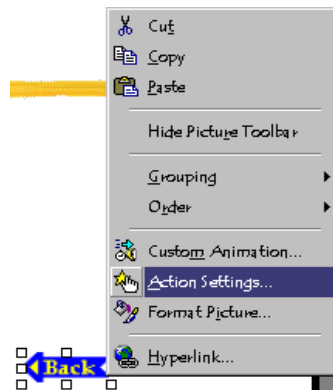 Cut
Copy
Paste
Hide Picture Toolbar
Grouping
Order
Custom Animation...
Action Settings...
Format Picture...
Hyperlink...
Back